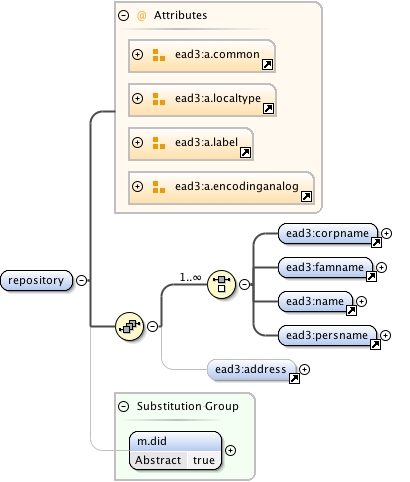 @ Attributes
ead3:a.common
ead3:a.localtype
ead3:a.label
ead3:a.encodinganalog
repository
1..∞
ead3:corpname
ead3:famname
ead3:name
ead3:persname
ead3:address
Substitution Group
m.did
Abstract true